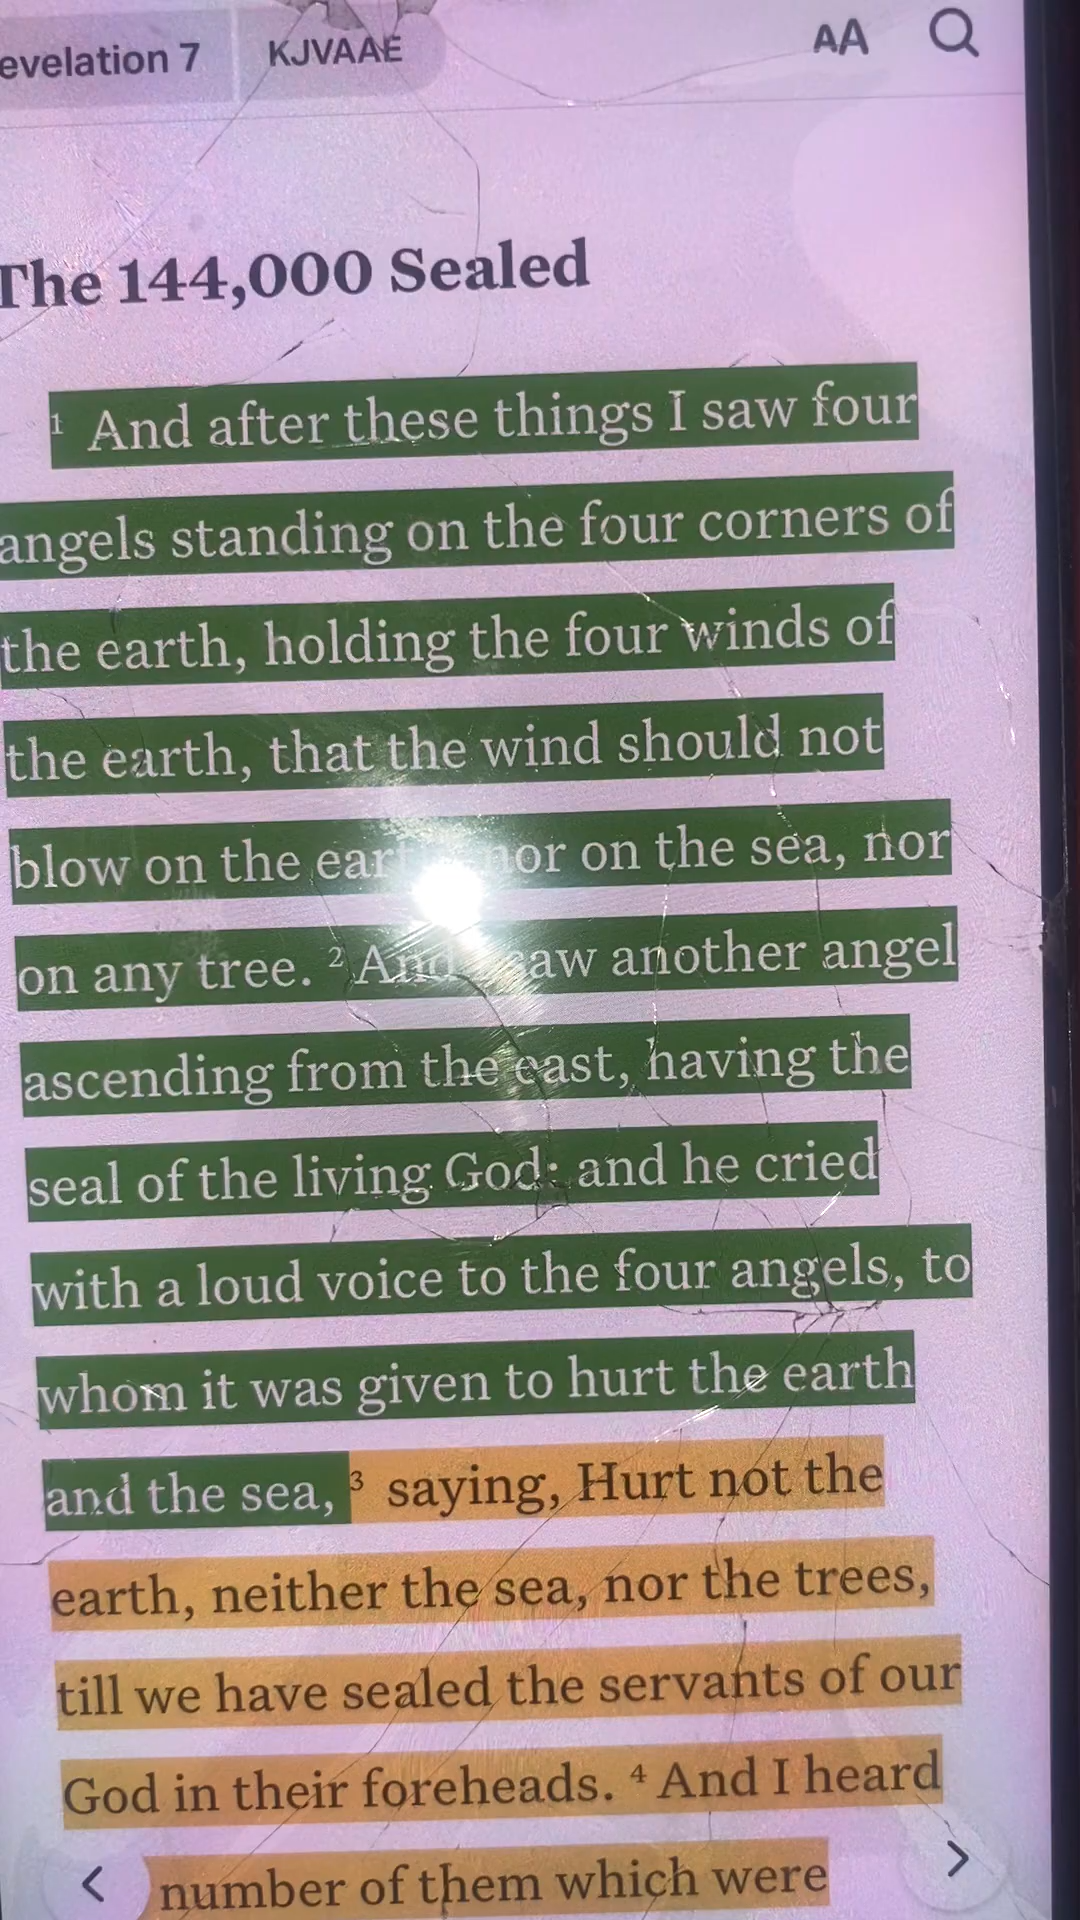 evelation 7 KJVAAE AA
The 144,000 Sealed
1 And after these things I saw four
angels standing on the four corners of
the earth, holding the four winds of
the earth, that the wind should not
blow on the ear nor on the sea, nor
on any tree. 2 And saw another angel
ascending from the east, having the
seal of the living God: and he cried
with a loud voice to the four angels, to
whom it was given to hurt the earth
and the sea, 3 saying, Hurt not the
earth, neither the sea, nor the trees,
till we have sealed the servants of our
God in their foreheads. 4 And I heard
number of them which were